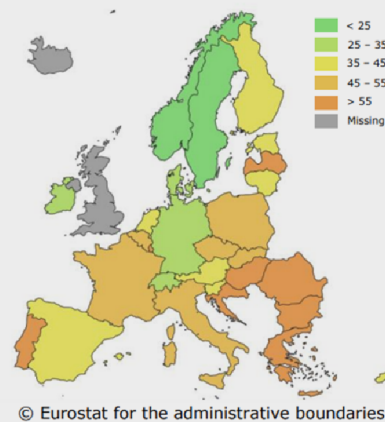 < 25
25 – 35
35 – 45
45 – 55
> 55
Missing
© Eurostat for the administrative boundaries